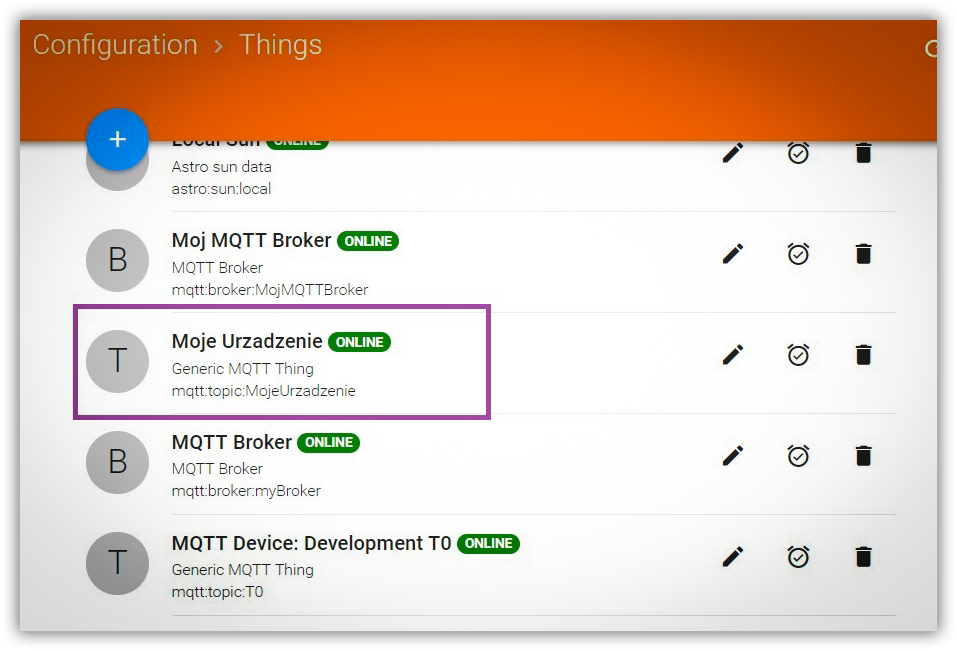 Configuration > Things
+
Local Sun ONLINE
Astro sun data
astro:sun:local
B
Moj MQTT Broker ONLINE
MQTT Broker
mqtt:broker:MojMQTTBroker
T
Moje Urzadzenie ONLINE
Generic MQTT Thing
mqtt:topic:MojeUrzadzenie
B
MQTT Broker ONLINE
MQTT Broker
mqtt:broker:myBroker
T
MQTT Device: Development T0 ONLINE
Generic MQTT Thing
mqtt:topic:T0